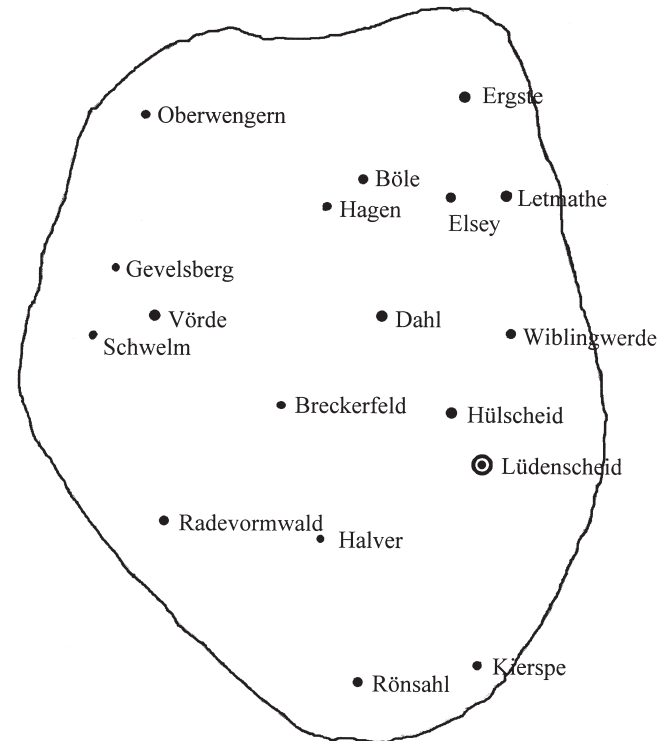 Ergste
Oberwengern
Böle
Letmathe
Hagen
Elsey
Gevelsberg
Vörde
Dahl
Wiblingwerde
Schwelm
Breckerfeld
Hülscheid
Lüdenscheid
Radevormwald
Halver
Kierspe
Rönsahl